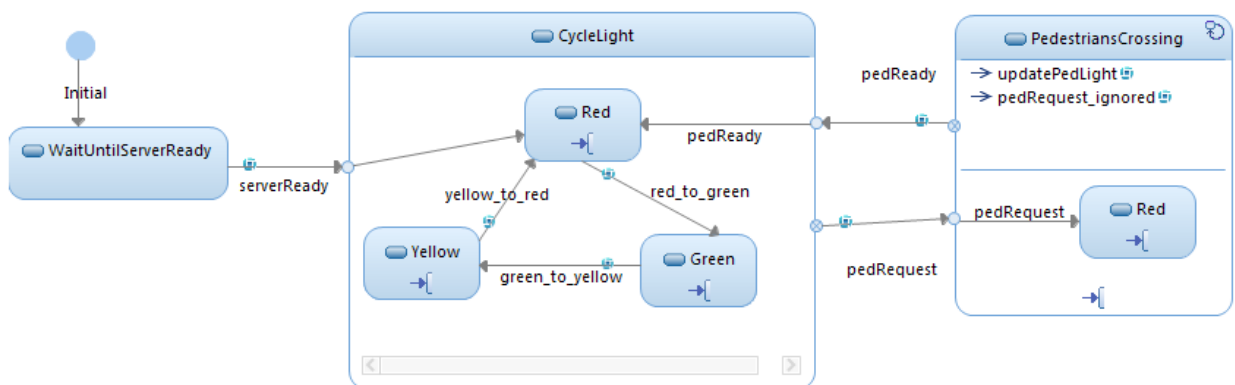 CycleLight
PedestriansCrossing
pedReady
updatePedLight
pedRequest_ignored
Initial
Red
pedReady
WaitUntilServerReady
serverReady
yellow_to_red
red_to_green
pedRequest
Red
Yellow
green_to_yellow
Green
pedRequest